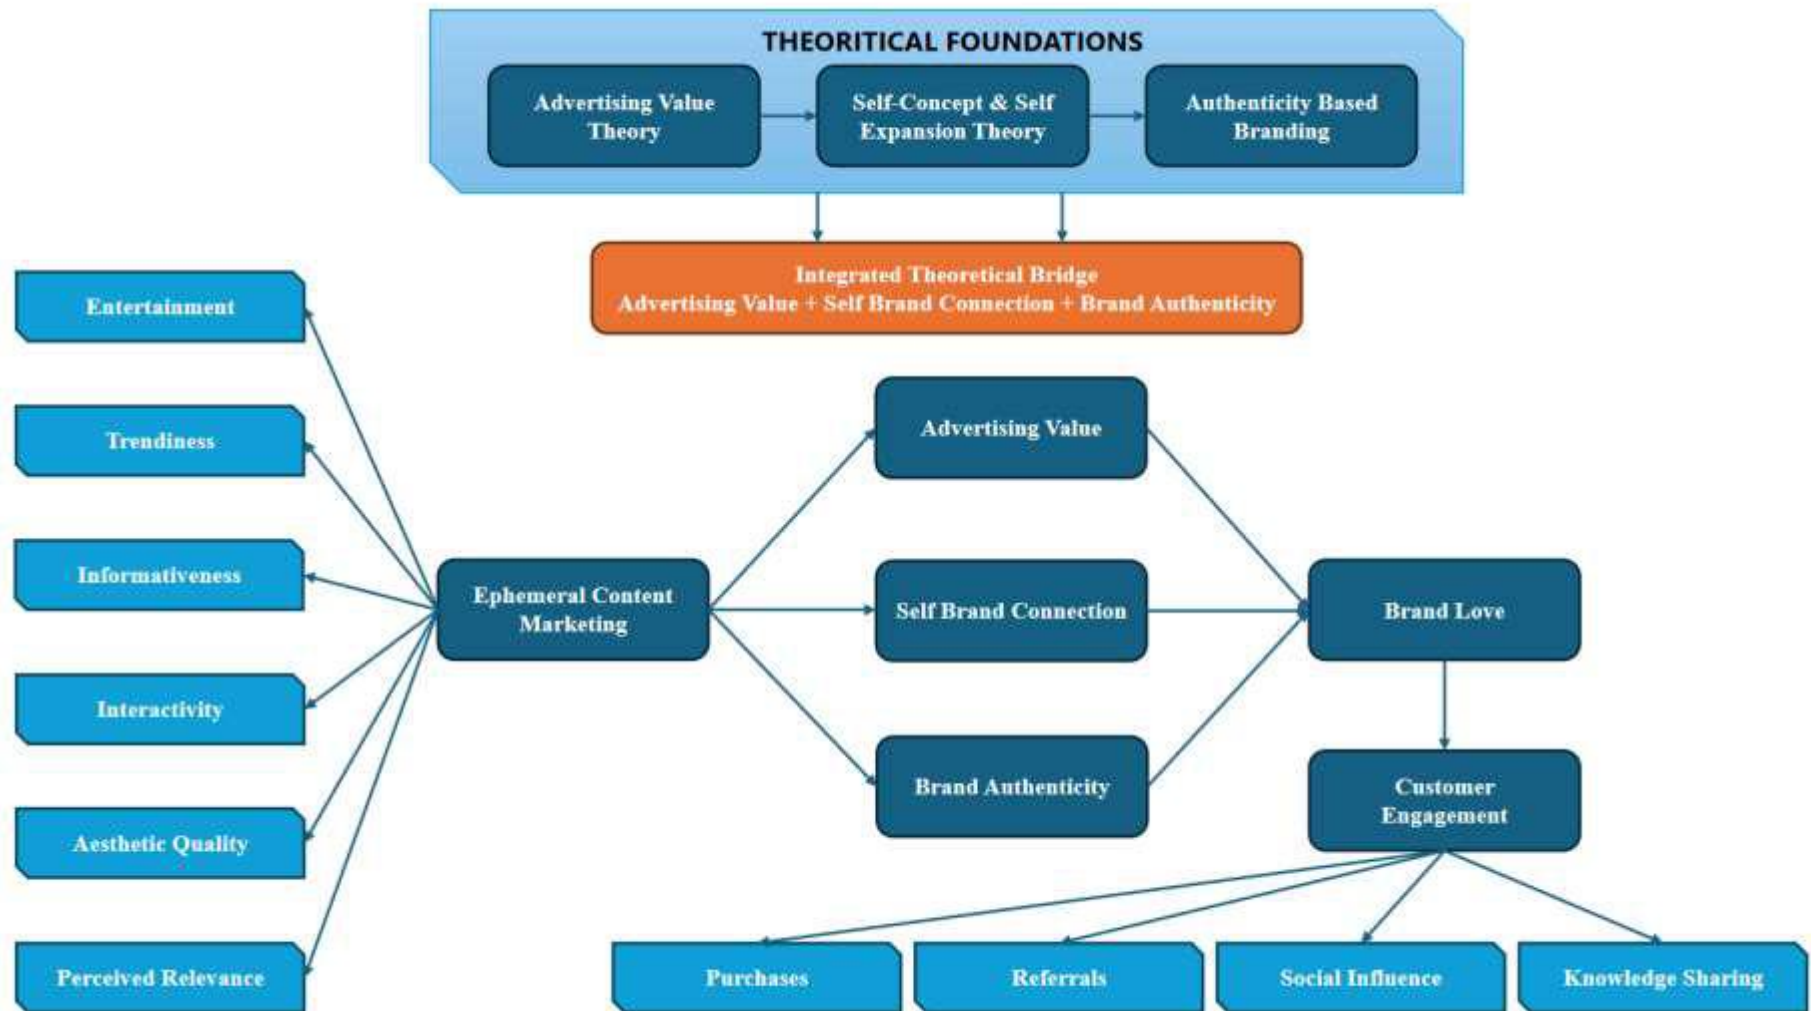 THEORITICAL FOUNDATIONS
Advertising Value
Theory
Self-Concept & Self
Expansion Theory
Authenticity Based
Branding
Integrated Theoretical Bridge
Advertising Value + Self Brand Connection + Brand Authenticity
Entertainment
Trendiness
Informativeness
Interactivity
Aesthetic Quality
Perceived Relevance
Ephemeral Content
Marketing
Advertising Value
Self Brand Connection
Brand Authenticity
Brand Love
Customer
Engagement
Purchases
Referrals
Social Influence
Knowledge Sharing